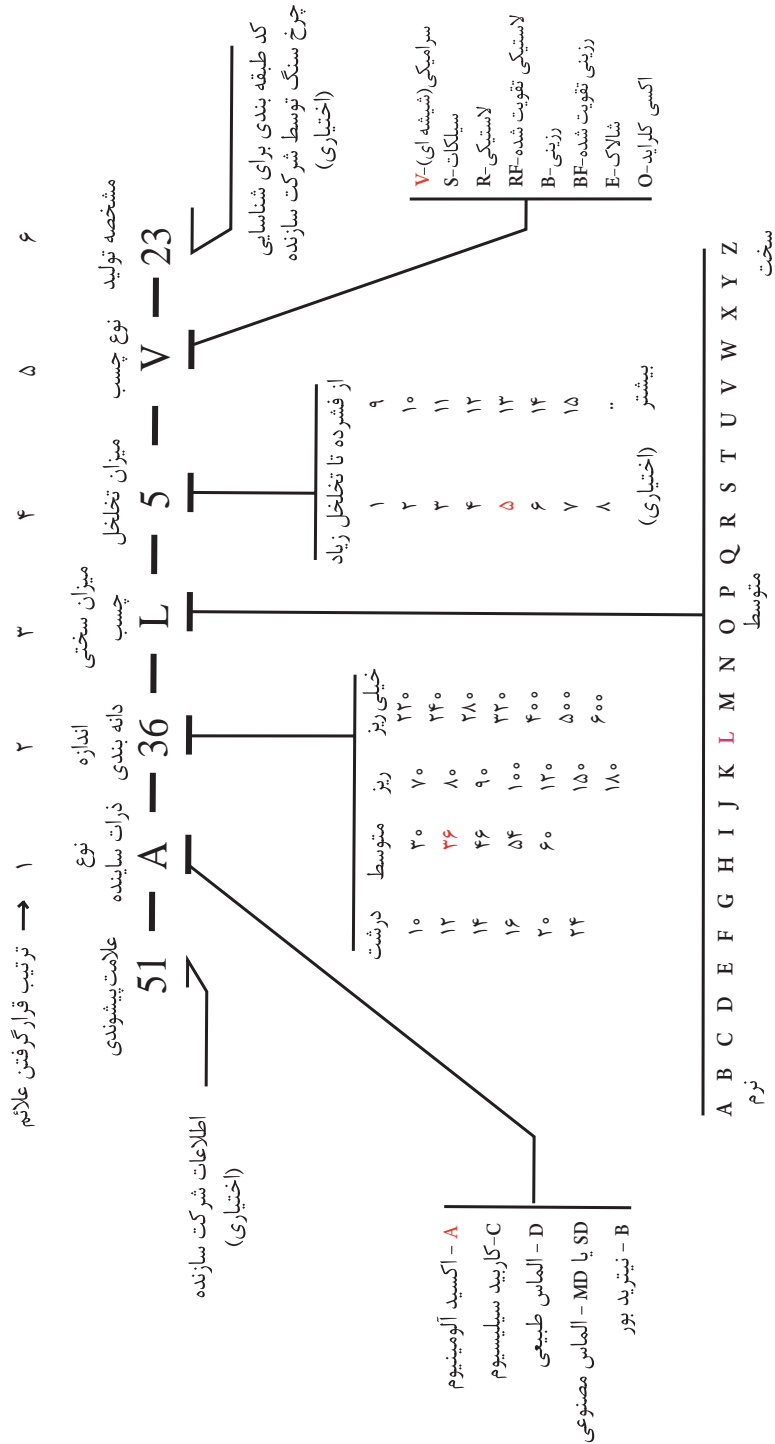 ترتیب قرارگرفتن علائم → ۱ ۲ ۳ ۴ ۵ ۶
علامت پیشوندی
نوع
ذرات ساینده
اندازه
دانه بندی
میزان سختی
چسب
میزان تخلخل
نوع چسب
مشخصه تولید
51 – A – 36 – L – 5 – V – 23
اطلاعات شرکت سازنده
(اختیاری)
A – اکسید آلومینیوم
C–کاربید سیلیسیوم
D – الماس طبیعی
SD یا MD – الماس مصنوعی
B – نیترید بور
درشت متوسط ریز خیلی ریز
۱۰ ۳۰ ۷۰ ۲۲۰
۱۲ ۳۶ ۸۰ ۲۴۰
۱۴ ۴۶ ۹۰ ۲۸۰
۱۶ ۵۴ ۱۰۰ ۳۲۰
۲۰ ۶۰ ۱۲۰ ۴۰۰
۲۴ ۱۵۰ ۵۰۰
۱۸۰ ۶۰۰
از فشرده تا تخلخل زیاد
۱ ۹
۲ ۱۰
۳ ۱۱
۴ ۱۲
۵ ۱۳
۶ ۱۴
۷ ۱۵
۸ ..
(اختیاری) بیشتر
کد طبقه بندی برای شناسایی
چرخ سنگ توسط شرکت سازنده
(اختیاری)
V–سرامیکی(شیشه ای)
S–سیلکات
R–لاستیکی
RF–لاستیکی تقویت شده
B–رزینی
BF–رزینی تقویت شده
E–شالاک
O–اکسی کلراید
A B C D E F G H I J K L M N O P Q R S T U V W X Y Z
نرم متوسط سخت